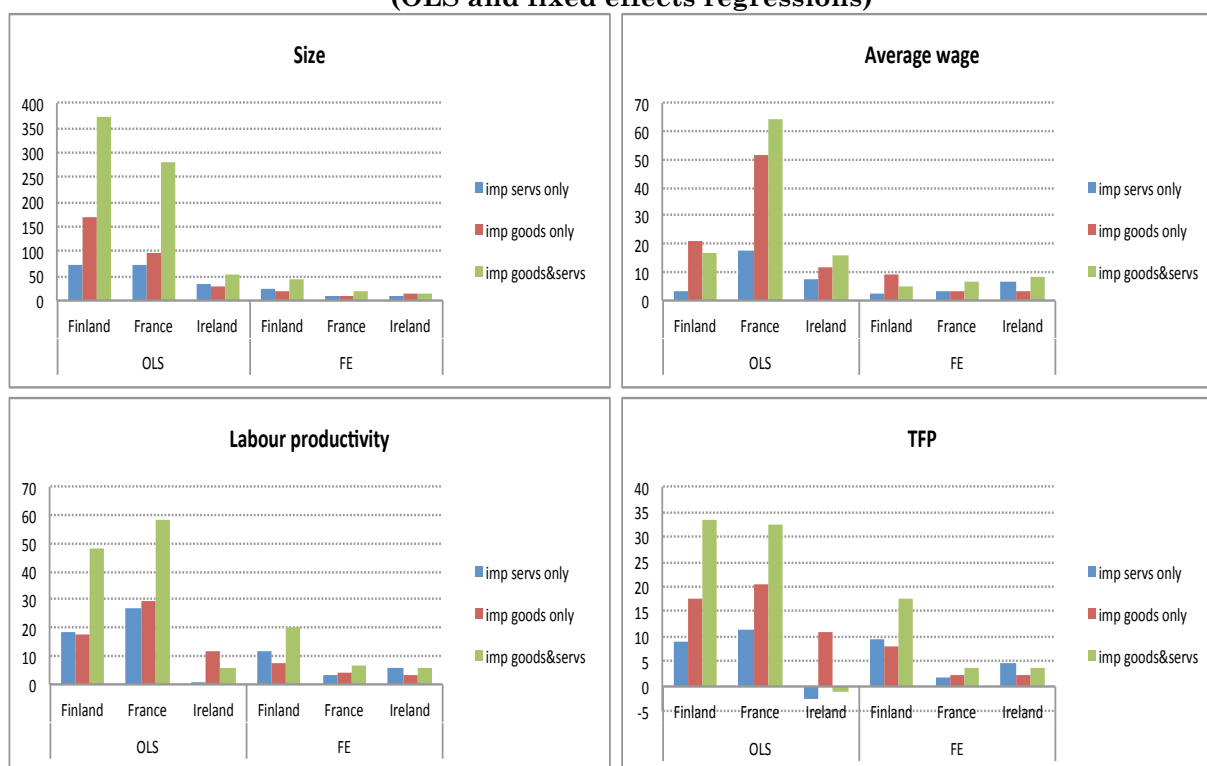 (OLS and fixed effects regressions)
Size
400
350
300
250
200
150
100
50
0
Finland France Ireland Finland France Ireland
OLS FE
imp servs only
imp goods only
imp goods&servs
Average wage
70
60
50
40
30
20
10
0
Finland France Ireland Finland France Ireland
OLS FE
imp servs only
imp goods only
imp goods&servs
Labour productivity
70
60
50
40
30
20
10
0
Finland France Ireland Finland France Ireland
OLS FE
imp servs only
imp goods only
imp goods&servs
TFP
40
35
30
25
20
15
10
5
0
-5
Finland France Ireland Finland France Ireland
OLS FE
imp servs only
imp goods only
imp goods&servs